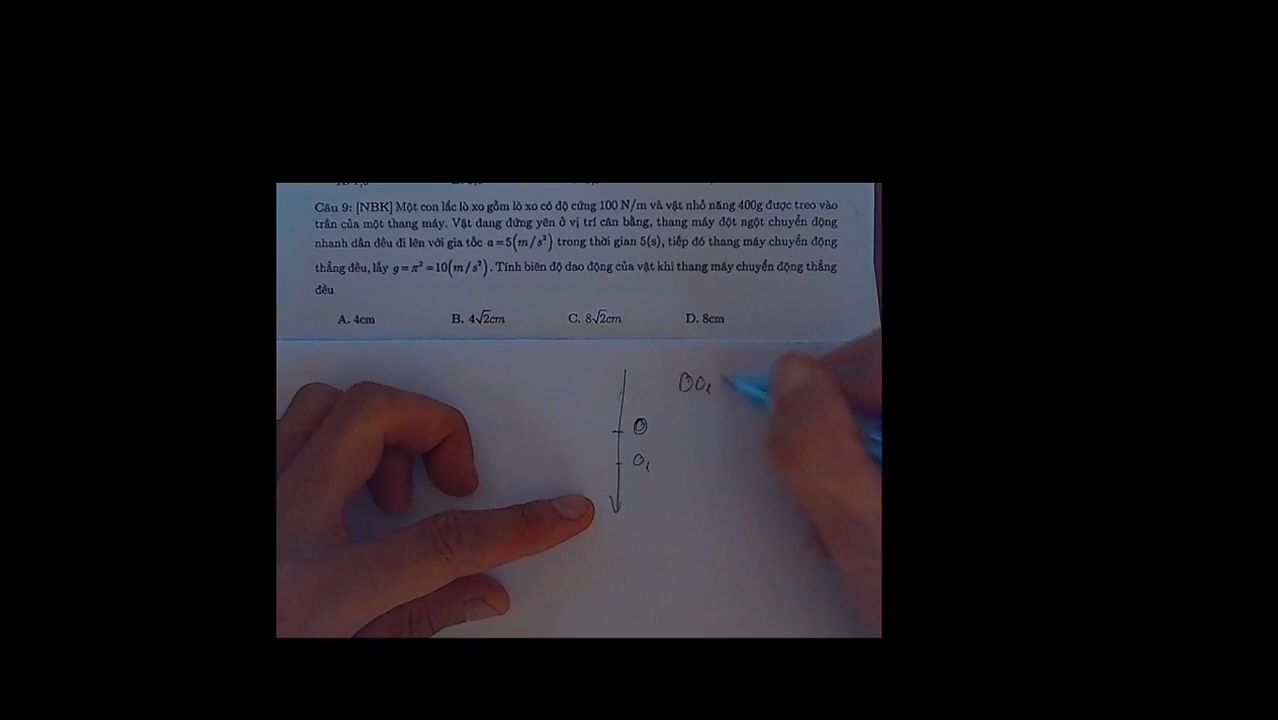 Câu 9: [NBK] Một con lắc lò xo gồm lò xo có độ cứng 100 N/m và vật nhỏ nặng 400g được treo vào
trần của một thang máy. Vật đang đứng yên ở vị trí cân bằng, thang máy đột ngột chuyển động
nhanh dần đều đi lên với gia tốc a = 5(m/s²) trong thời gian 5(s), tiếp đó thang máy chuyển động
thẳng đều, lấy g = π² = 10(m/s²). Tính biên độ dao động của vật khi thang máy chuyển động thẳng
đều
A. 4cm B. 4√2cm C. 8√2cm D. 8cm
OO₁
O
O₁